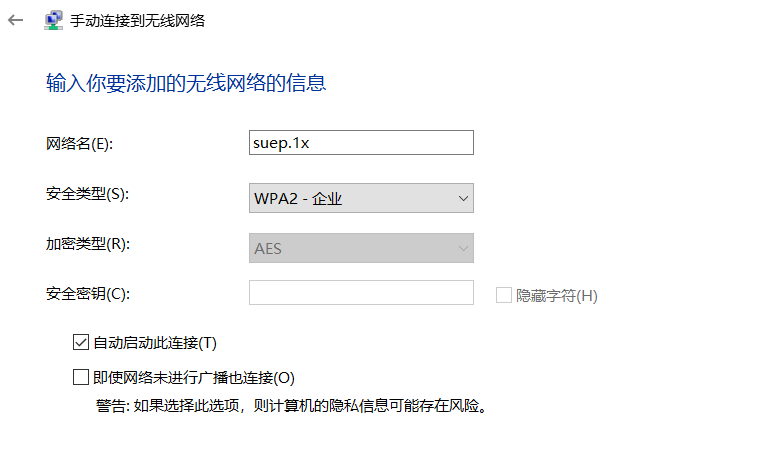 手动连接到无线网络
输入你要添加的无线网络的信息
网络名(E): suep.1x
安全类型(S): WPA2 - 企业
加密类型(R): AES
安全密钥(C): 隐藏字符(H)
自动启动此连接(T)
即使网络未进行广播也连接(O)
警告: 如果选择此选项，则计算机的隐私信息可能存在风险。